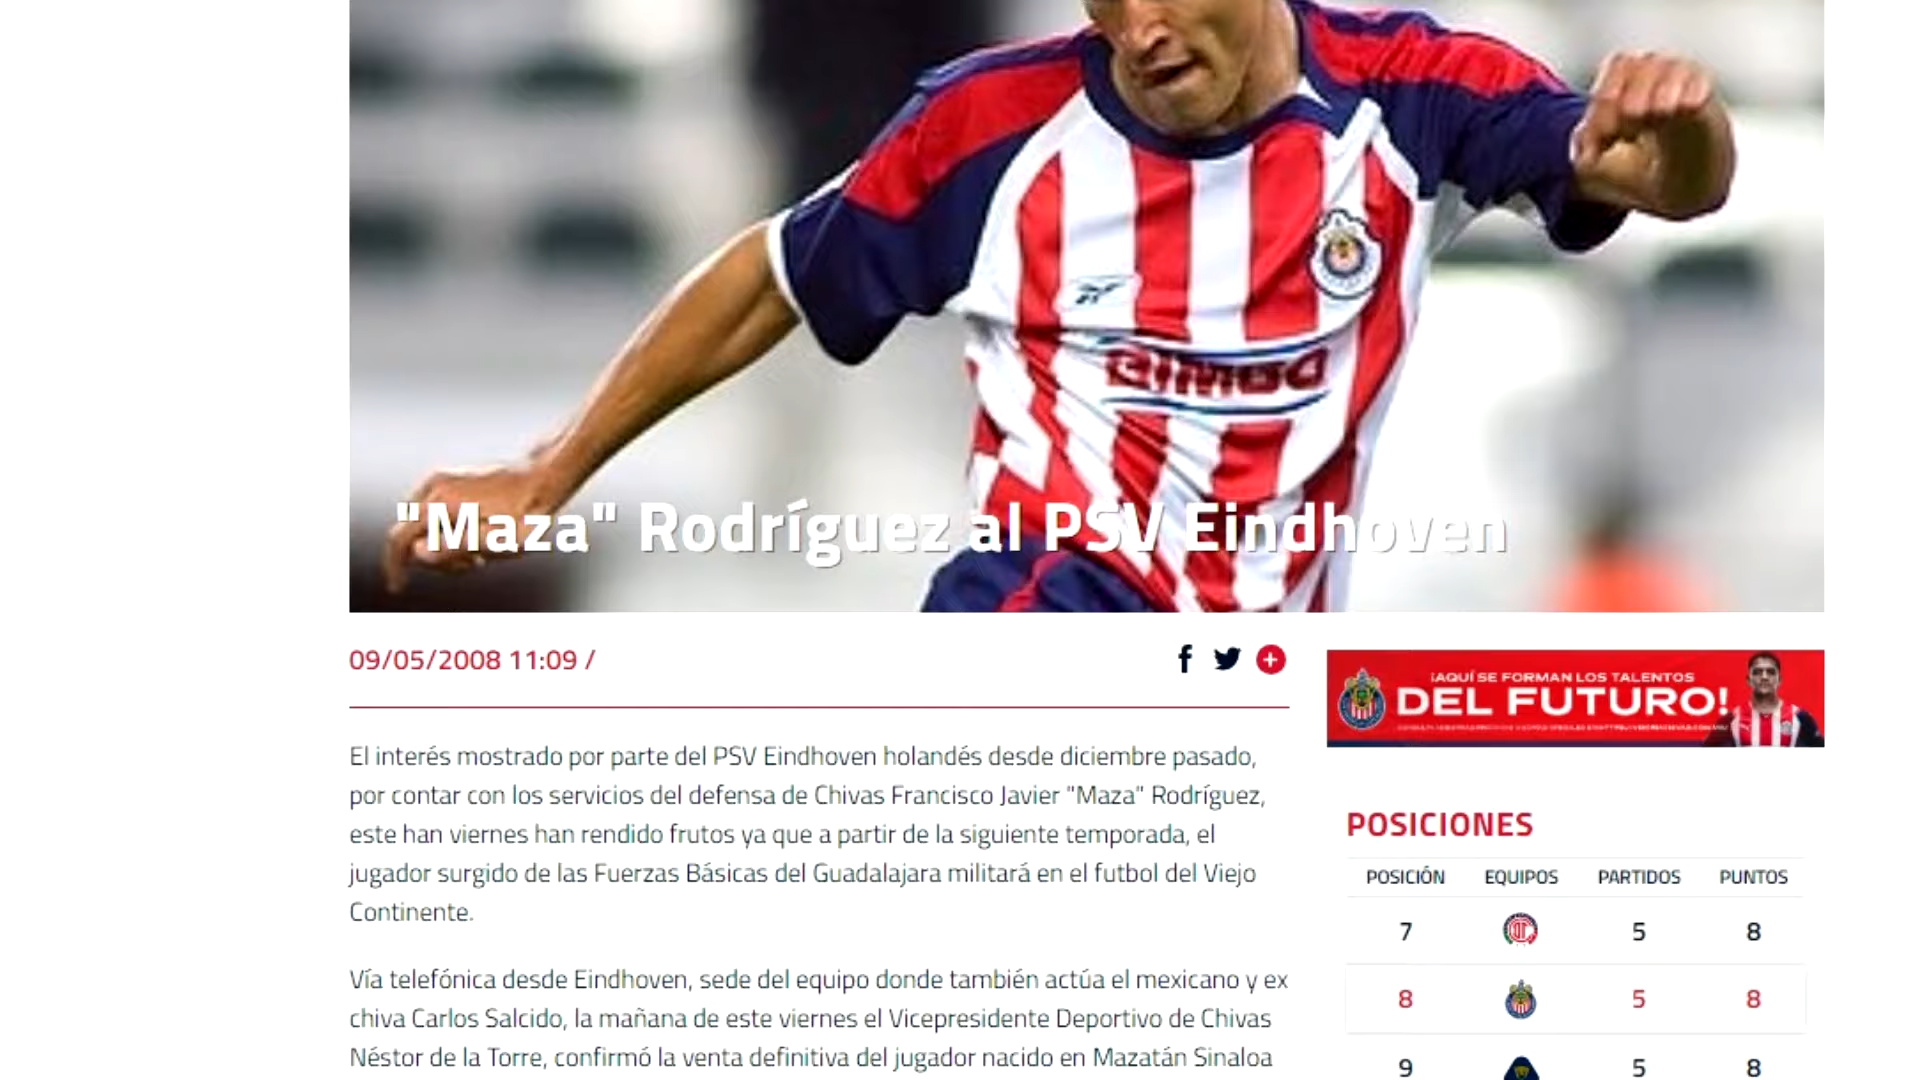 BIMBO
"Maza" Rodríguez al PSV Eindhoven
09/05/2008 11:09 /
El interés mostrado por parte del PSV Eindhoven holandés desde diciembre pasado,
por contar con los servicios del defensa de Chivas Francisco Javier "Maza" Rodríguez,
este han viernes han rendido frutos ya que a partir de la siguiente temporada, el
jugador surgido de las Fuerzas Básicas del Guadalajara militará en el futbol del Viejo
Continente.
Vía telefónica desde Eindhoven, sede del equipo donde también actúa el mexicano y ex
chiva Carlos Salcido, la mañana de este viernes el Vicepresidente Deportivo de Chivas
Néstor de la Torre, confirmó la venta definitiva del jugador nacido en Mazatán Sinaloa
¡AQUÍ SE FORMAN LOS TALENTOS
DEL FUTURO!
POSICIONES
POSICIÓN EQUIPOS PARTIDOS PUNTOS
7 5 8
8 5 8
9 5 8